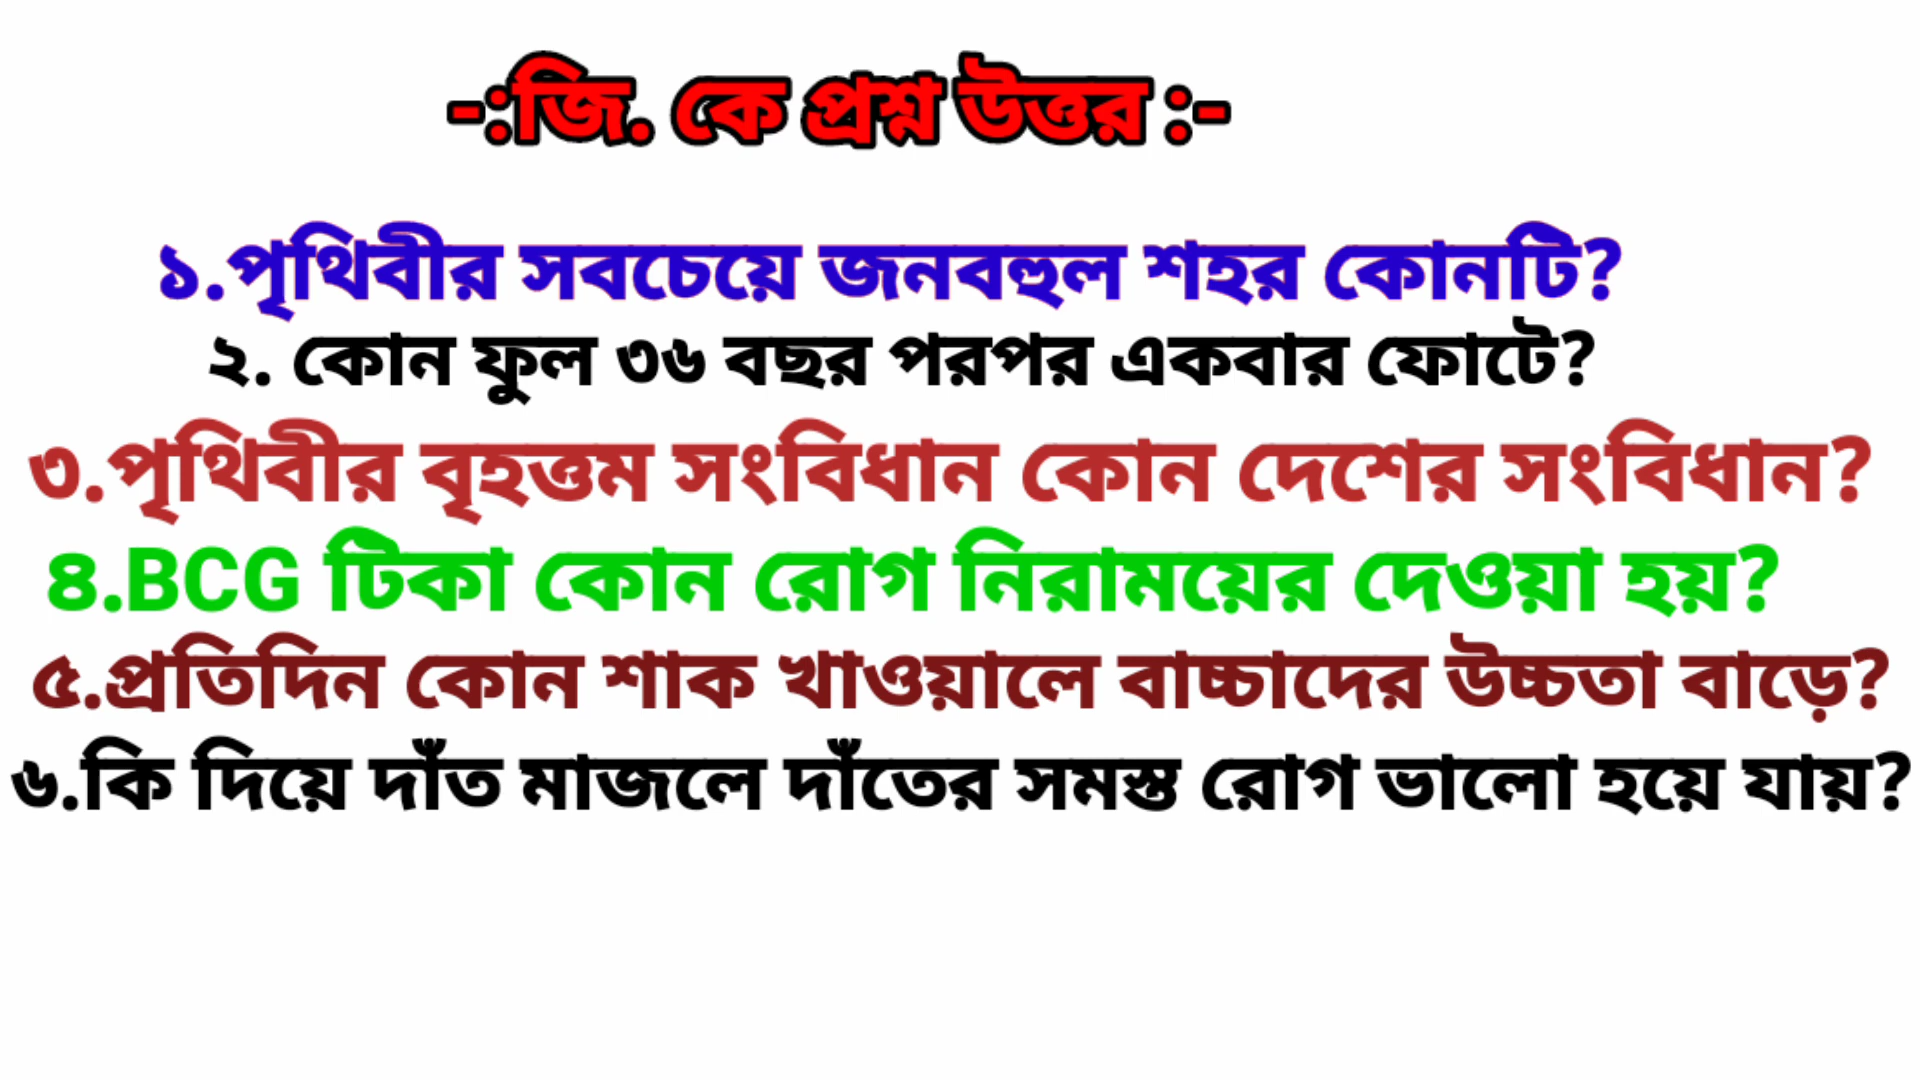 -:জি. কে প্রশ্ন উত্তর :-
১.পৃথিবীর সবচেয়ে জনবহুল শহর কোনটি?
২. কোন ফুল ৩৬ বছর পরপর একবার ফোটে?
৩.পৃথিবীর বৃহত্তম সংবিধান কোন দেশের সংবিধান?
৪.BCG টিকা কোন রোগ নিরাময়ের দেওয়া হয়?
৫.প্রতিদিন কোন শাক খাওয়ালে বাচ্চাদের উচ্চতা বাড়ে?
৬.কি দিয়ে দাঁত মাজলে দাঁতের সমস্ত রোগ ভালো হয়ে যায়?